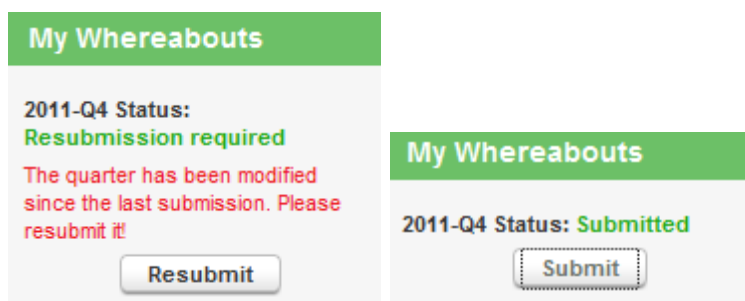 My Whereabouts
2011-Q4 Status:
Resubmission required
The quarter has been modified
since the last submission. Please
resubmit it!
Resubmit
My Whereabouts
2011-Q4 Status: Submitted
Submit